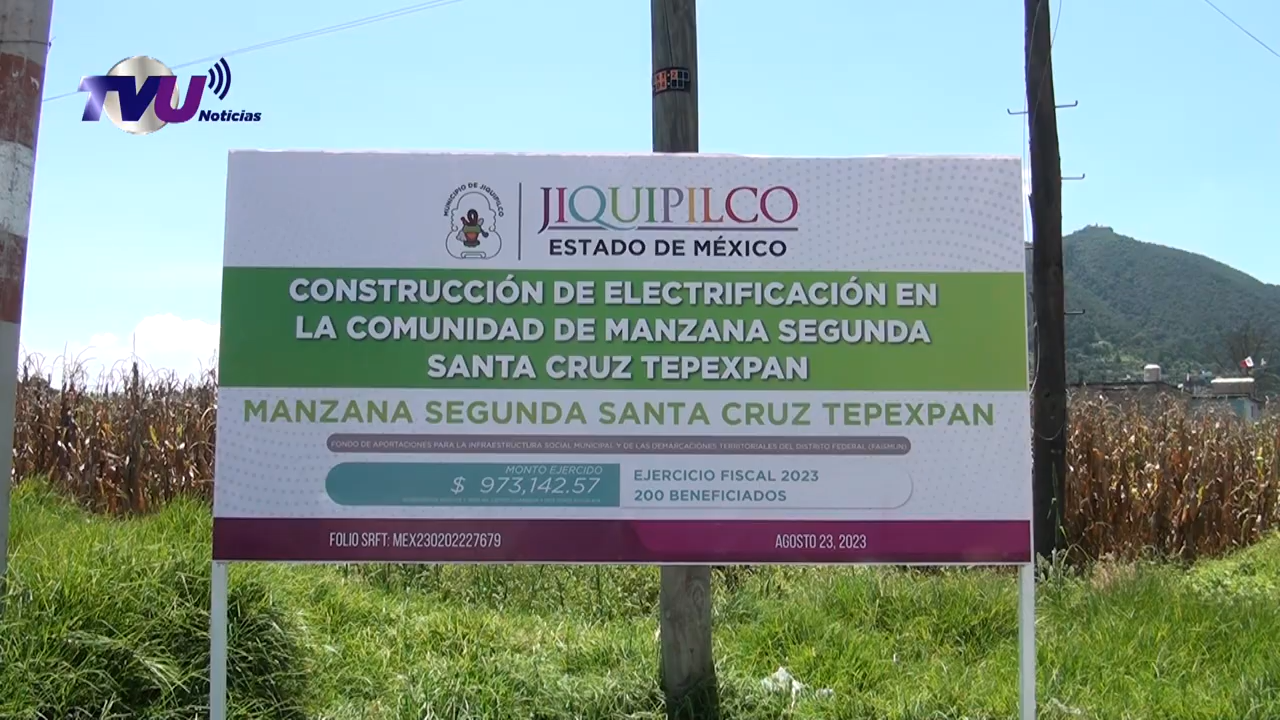 TVU Noticias
MUNICIPIO DE JIQUIPILCO
JIQUIPILCO
ESTADO DE MÉXICO
CONSTRUCCIÓN DE ELECTRIFICACIÓN EN
LA COMUNIDAD DE MANZANA SEGUNDA
SANTA CRUZ TEPEXPAN
MANZANA SEGUNDA SANTA CRUZ TEPEXPAN
FONDO DE APORTACIONES PARA LA INFRAESTRUCTURA SOCIAL MUNICIPAL Y DE LAS DEMARCACIONES TERRITORIALES DEL DISTRITO FEDERAL (FAISMUN)
MONTO EJERCIDO
$ 973,142.57
EJERCICIO FISCAL 2023
200 BENEFICIADOS
FOLIO SRFT: MEX230202227679
AGOSTO 23, 2023